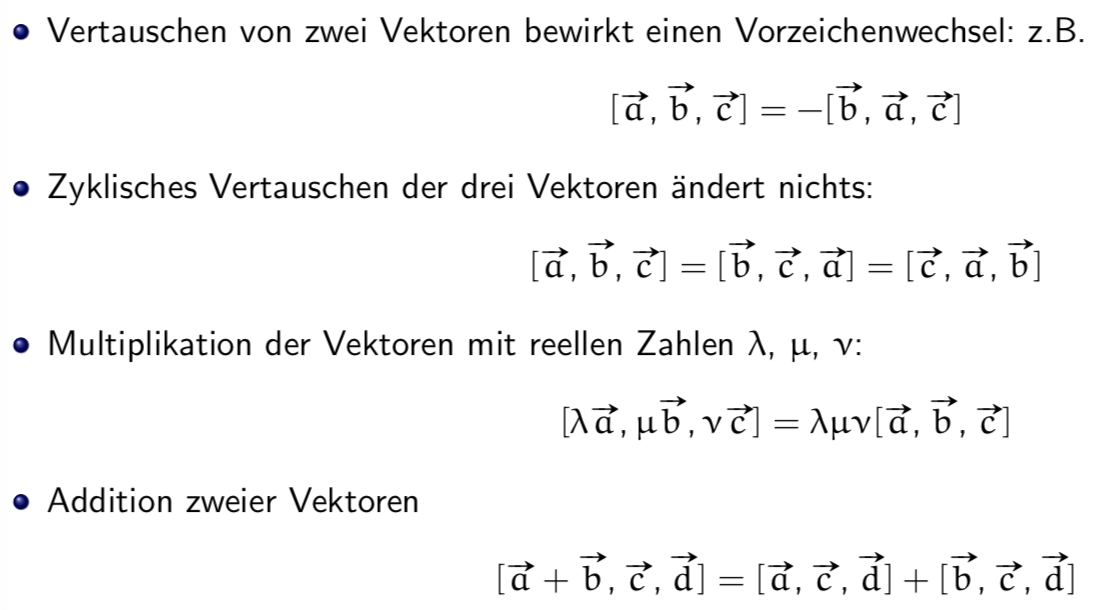 • Vertauschen von zwei Vektoren bewirkt einen Vorzeichenwechsel: z.B.
[a⃗, b⃗, c⃗] = −[b⃗, a⃗, c⃗]
• Zyklisches Vertauschen der drei Vektoren ändert nichts:
[a⃗, b⃗, c⃗] = [b⃗, c⃗, a⃗] = [c⃗, a⃗, b⃗]
• Multiplikation der Vektoren mit reellen Zahlen λ, μ, ν:
[λa⃗, μb⃗, νc⃗] = λμν[a⃗, b⃗, c⃗]
• Addition zweier Vektoren
[a⃗ + b⃗, c⃗, d⃗] = [a⃗, c⃗, d⃗] + [b⃗, c⃗, d⃗]